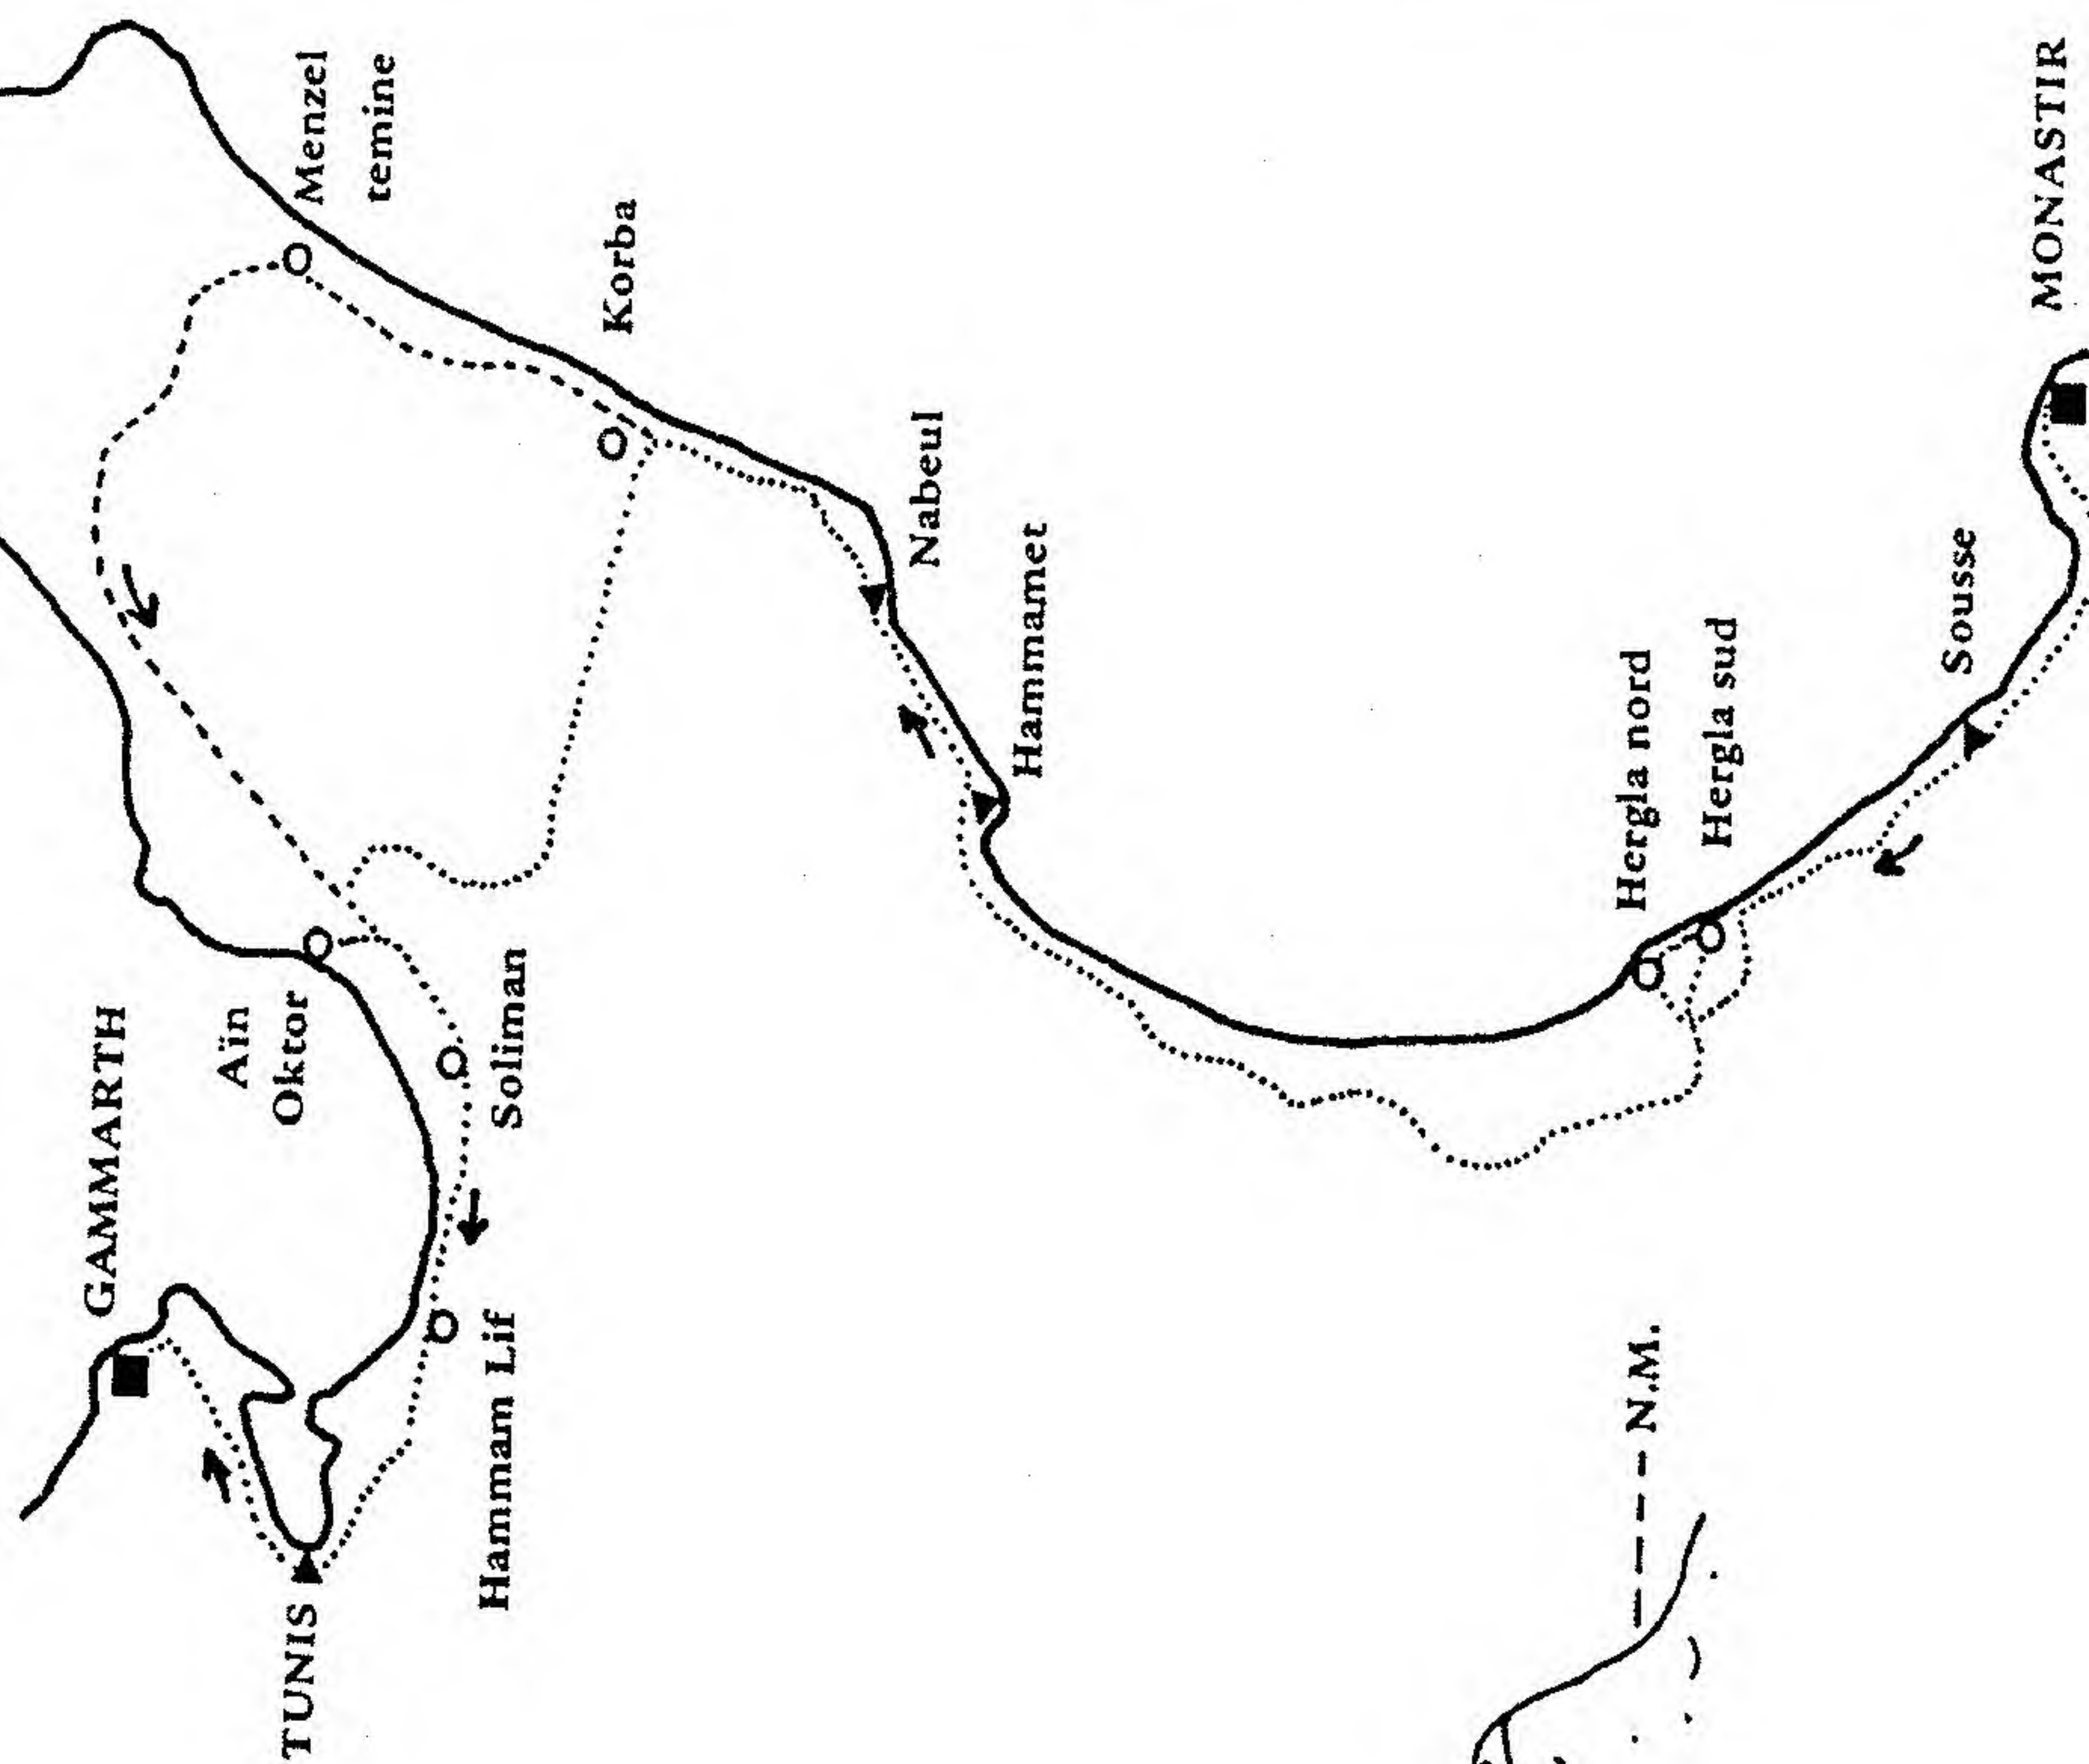 Menzel
temine
Korba
Nabeul
Hammamet
GAMMARTH
Aïn
Oktor
Soliman
Hammam Lif
TUNIS
Hergla nord
Hergla sud
Sousse
MONASTIR
N.M.